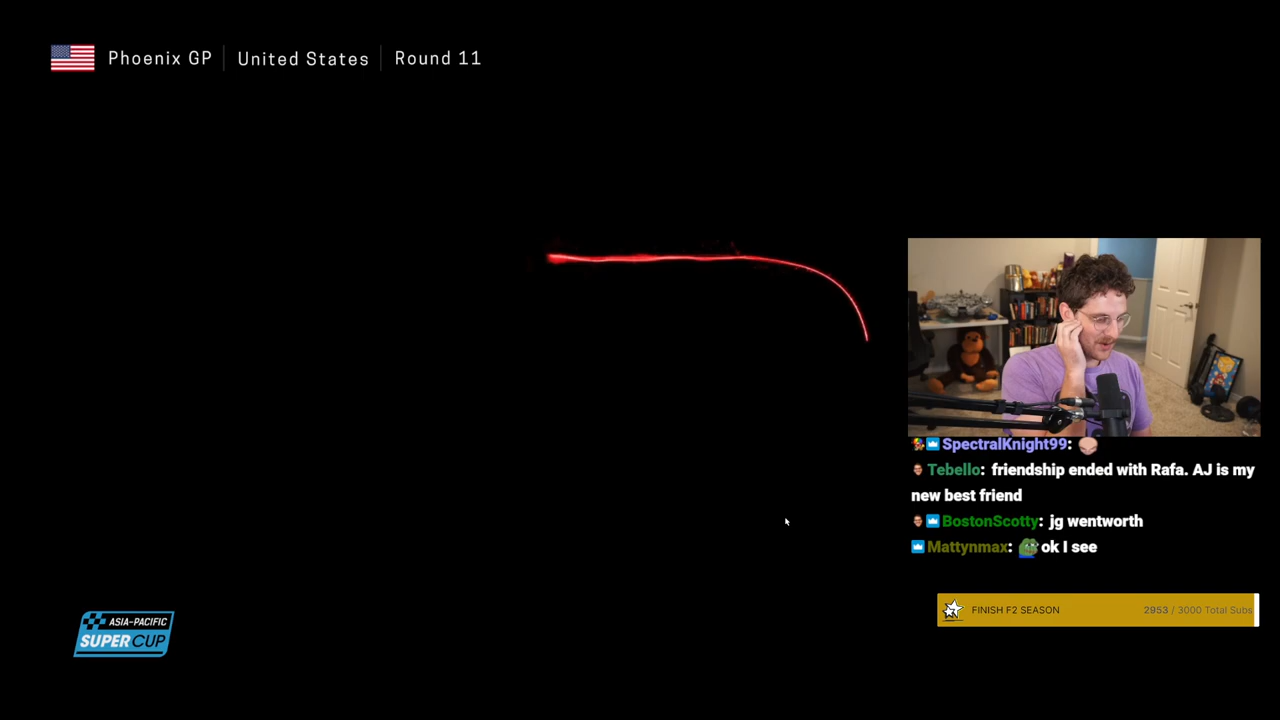 Phoenix GP
United States
Round 11
SpectralKnight99:
Tebello: friendship ended with Rafa. AJ is my
new best friend
BostonScotty: jg wentworth
Mattynmax: ok I see
FINISH F2 SEASON
2953 / 3000 Total Subs
ASIA-PACIFIC
SUPER CUP